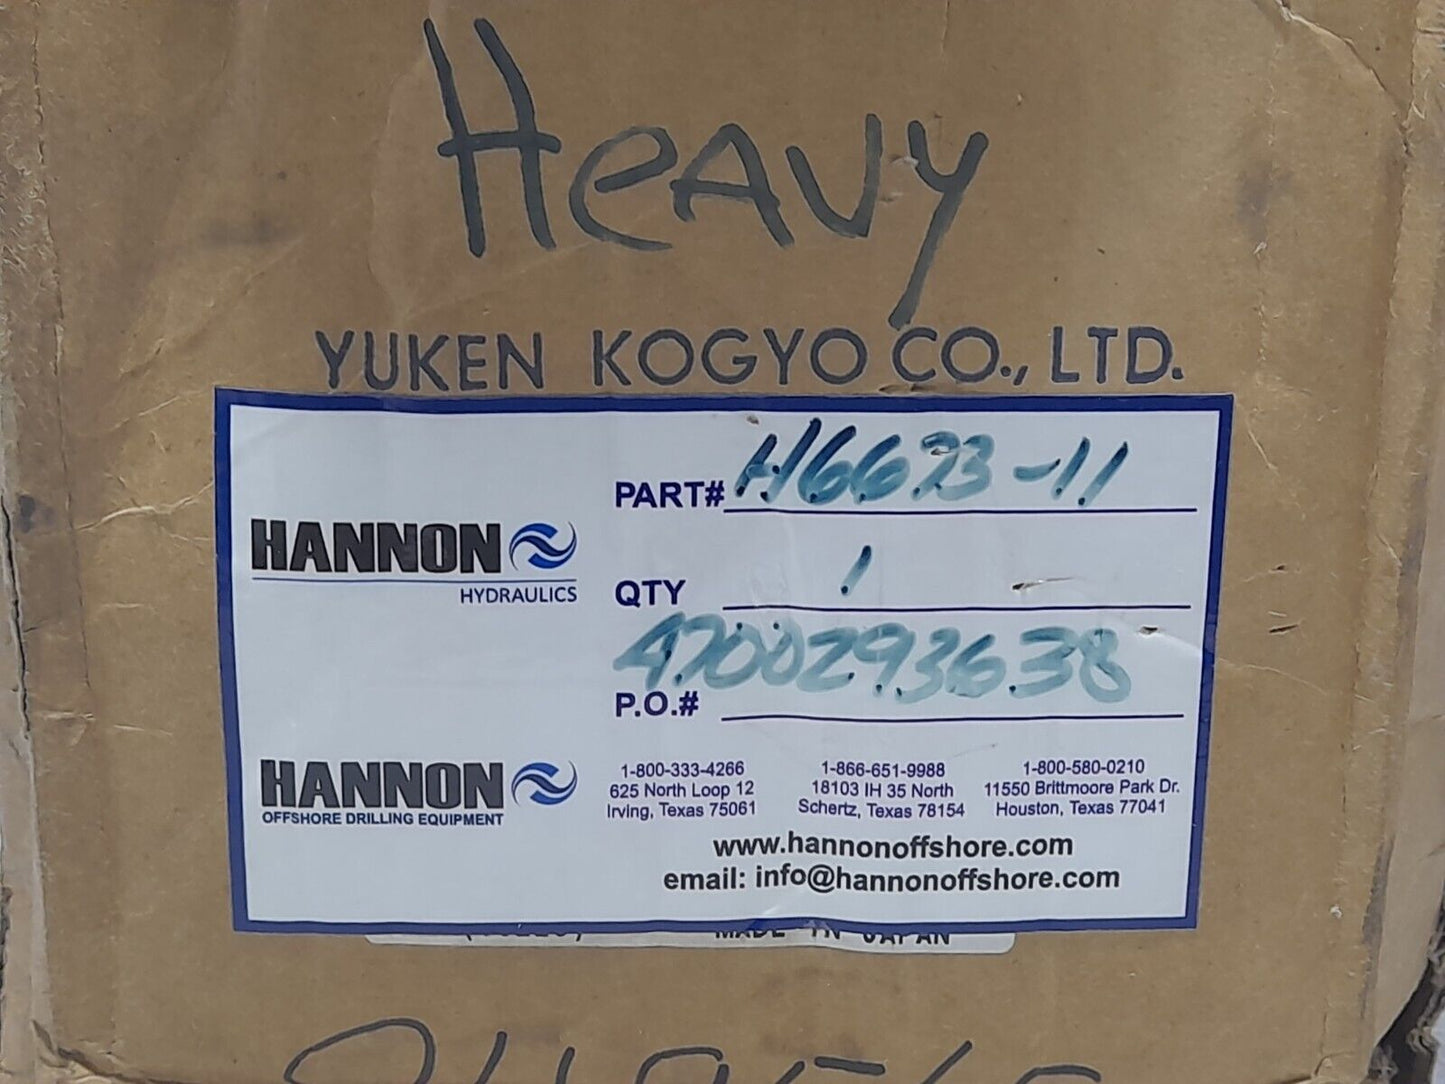 Heavy
YUKEN KOGYO CO., LTD.
PART# H6623-11
HANNON
HYDRAULICS
QTY 1
4700293638
P.O.#
HANNON
OFFSHORE DRILLING EQUIPMENT
1-800-333-4266
625 North Loop 12
Irving, Texas 75061
1-866-651-9988
18103 IH 35 North
Schertz, Texas 78154
1-800-580-0210
11550 Brittmoore Park Dr.
Houston, Texas 77041
www.hannonoffshore.com
email: info@hannonoffshore.com
MADE IN JAPAN